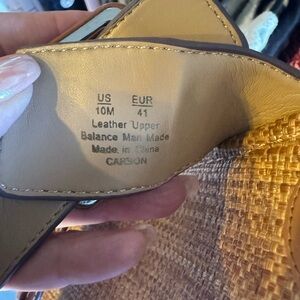 US EUR
10M 41
Leather Upper
Balance Man Made
Made in China
CARSON